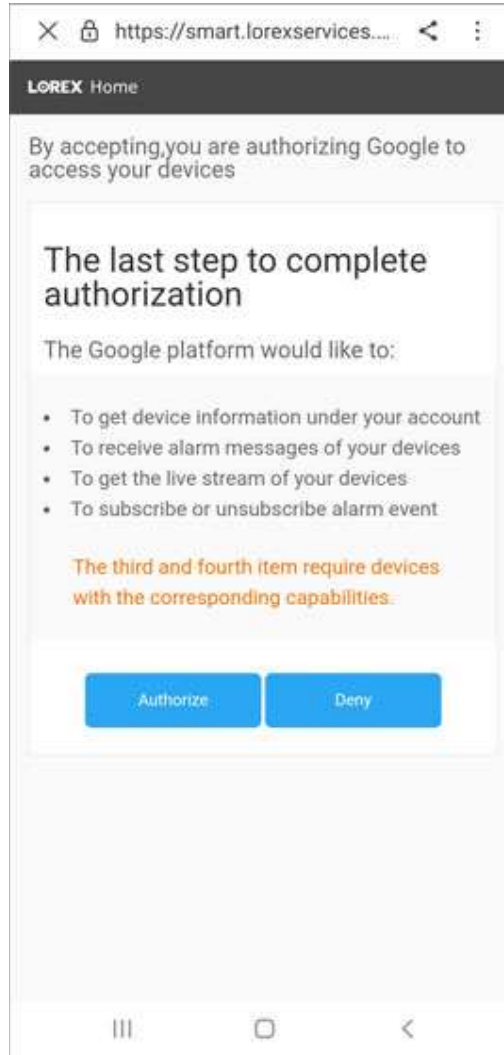 https://smart.lorexservices....
LOREX Home
By accepting,you are authorizing Google to
access your devices
The last step to complete
authorization
The Google platform would like to:
• To get device information under your account
• To receive alarm messages of your devices
• To get the live stream of your devices
• To subscribe or unsubscribe alarm event
The third and fourth item require devices
with the corresponding capabilities.
Authorize Deny